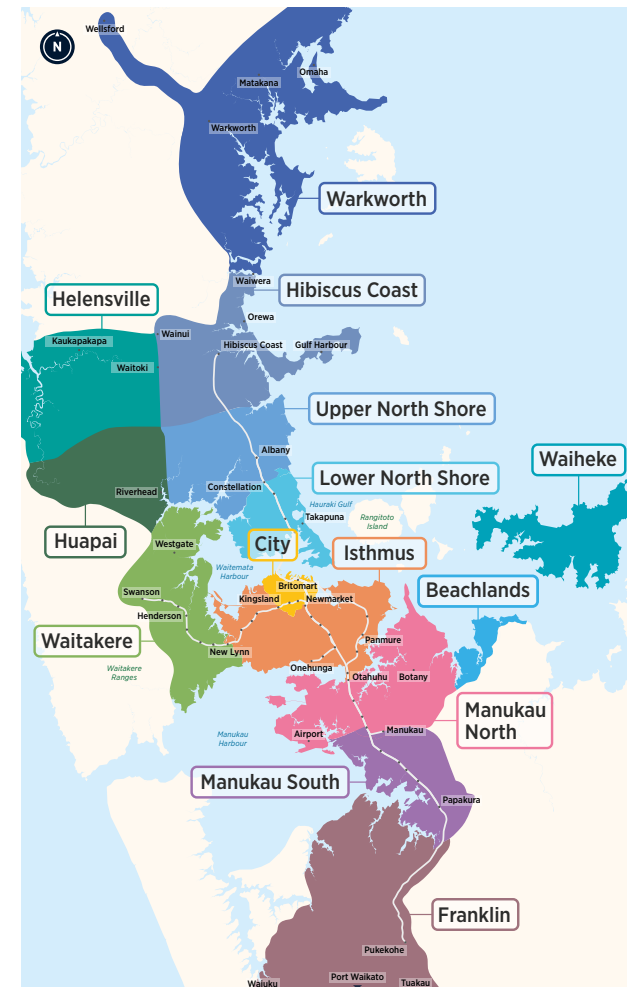 Wellsford
N
Omaha
Matakana
Warkworth
Warkworth
Waiwera
Hibiscus Coast
Helensville
Orewa
Wainui
Kaukapakapa
Hibiscus Coast
Gulf Harbour
Waitoki
Upper North Shore
Albany
Waiheke
Lower North Shore
Constellation
Riverhead
Hauraki Gulf
Takapuna
Rangitoto
Island
Huapai
Westgate
City
Isthmus
Waitemata
Harbour
Britomart
Beachlands
Swanson
Kingsland
Newmarket
Henderson
Waitakere
Panmure
New Lynn
Onehunga
Waitakere
Ranges
Otahuhu
Botany
Manukau
North
Manukau
Harbour
Airport
Manukau
Manukau South
Papakura
Franklin
Pukekohe
Port Waikato
Waiuku
Tuakau